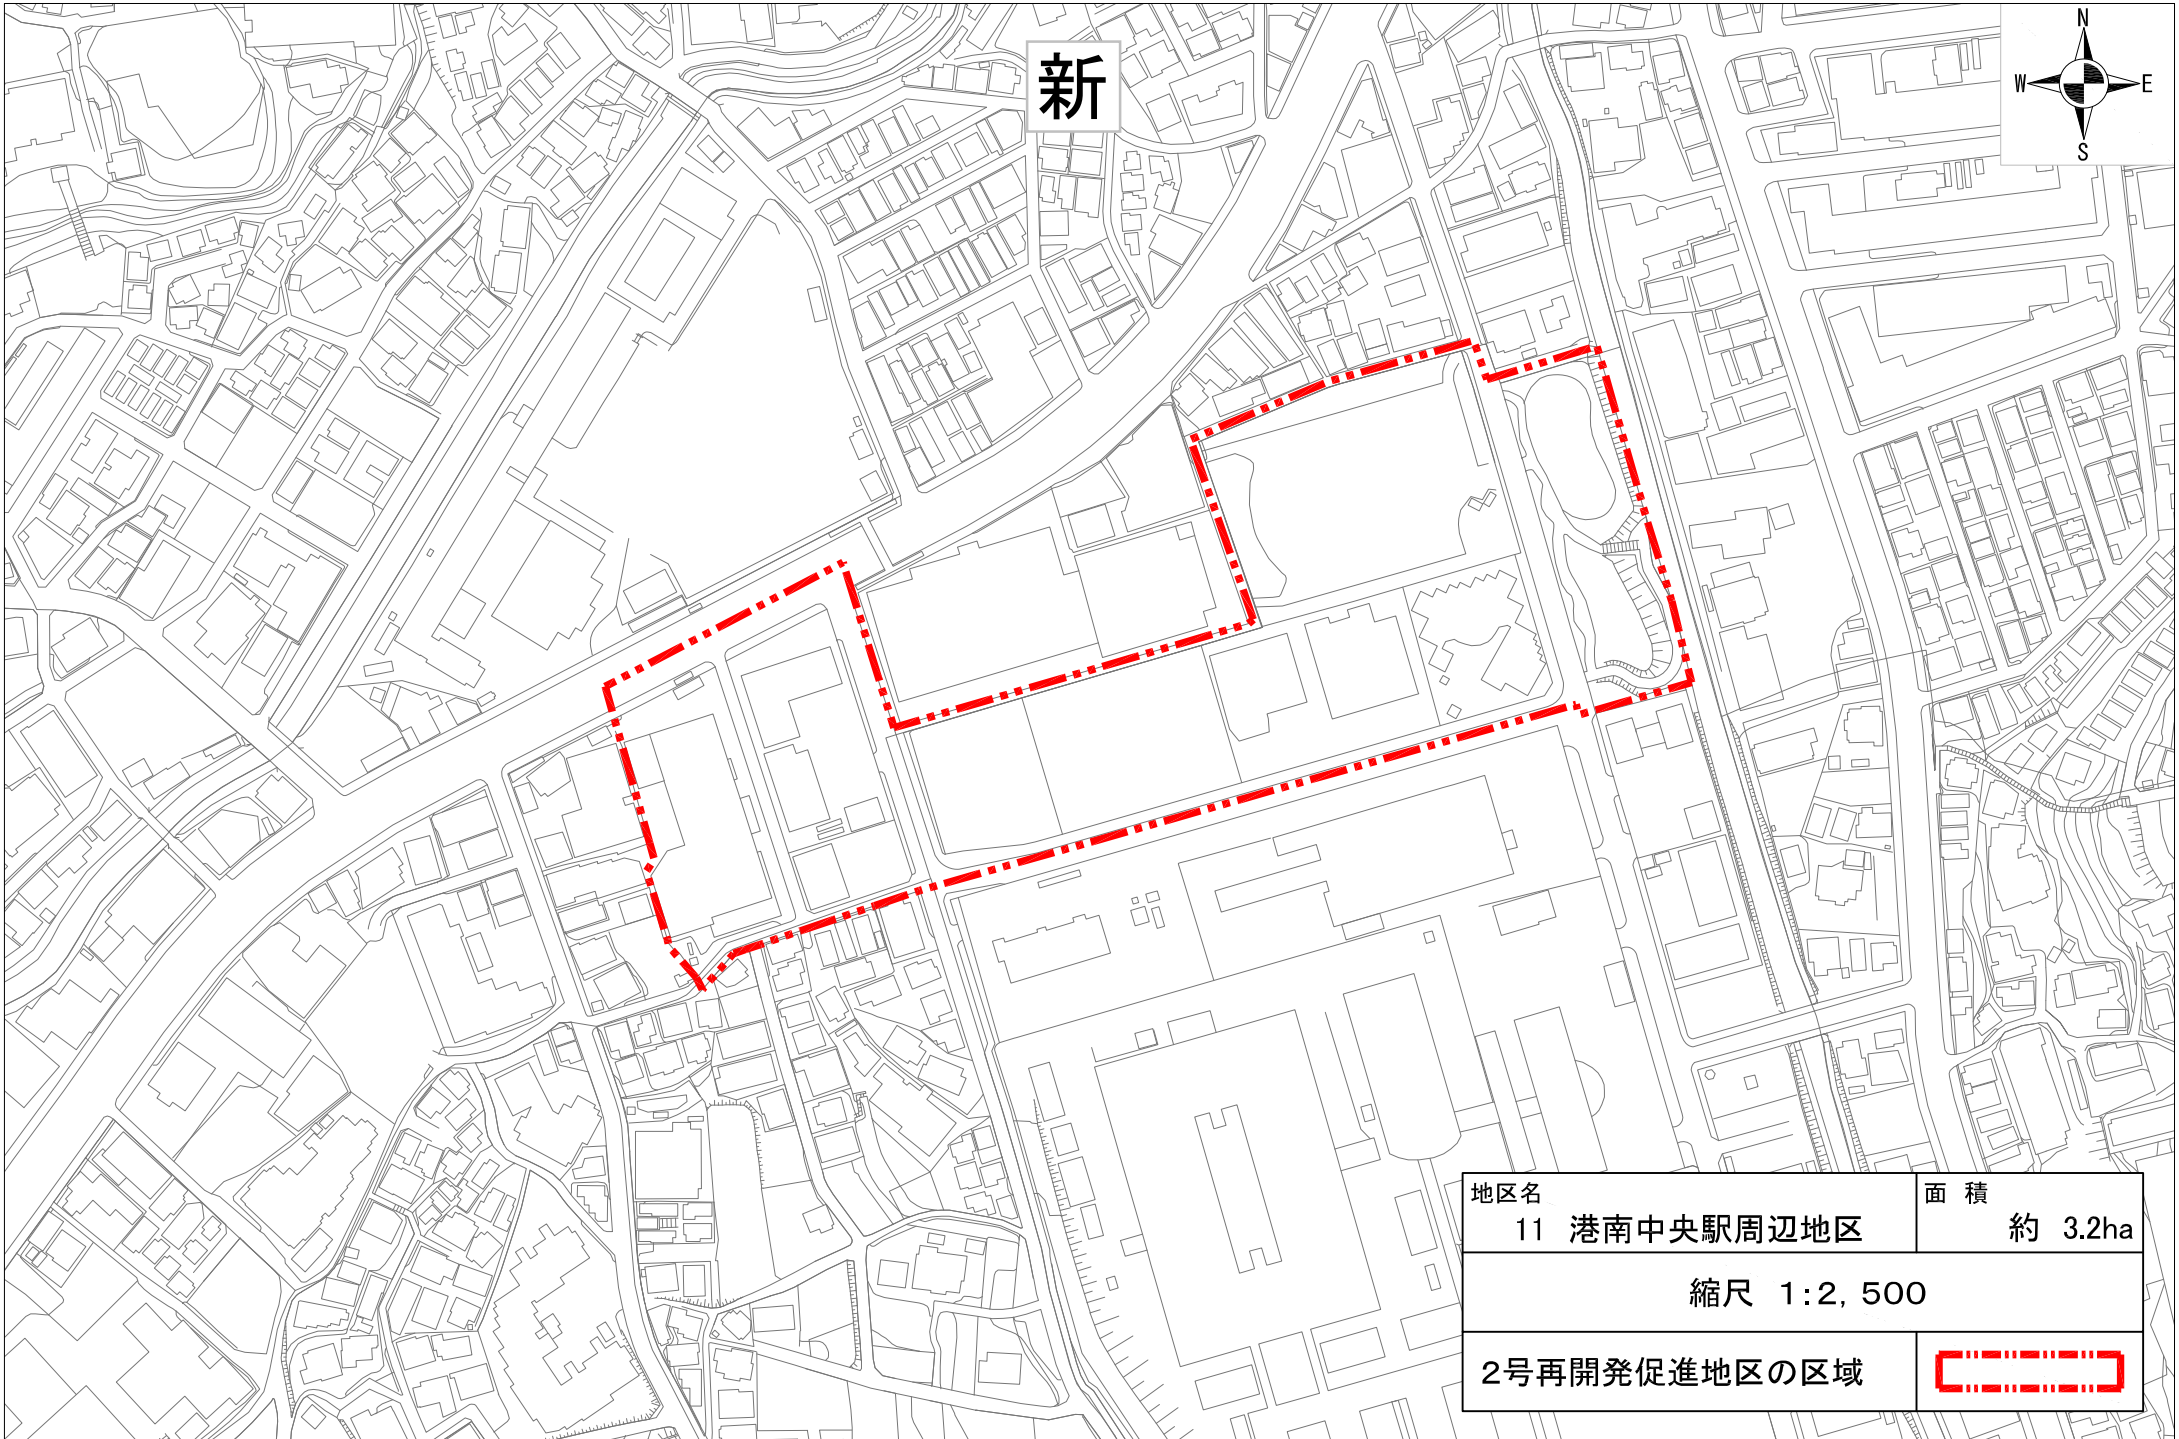 新
N
W E
S
地区名
11 港南中央駅周辺地区
面 積
約 3.2ha
縮尺 1:2,500
2号再開発促進地区の区域